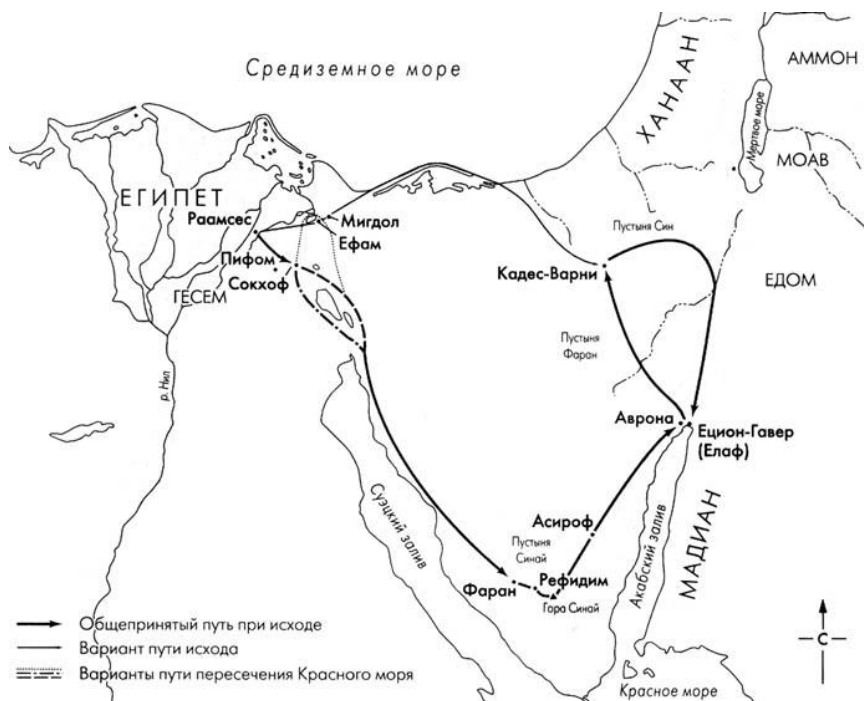 Средиземное море
ХАНААН
АММОН
Мертвое море
МОАВ
ЕГИПЕТ
Раамсес
Мигдол
Ефам
Пустыня Син
Пифом
Сокхоф
ГЕСЕМ
Кадес-Варни
ЕДОМ
Пустыня
Фаран
р. Нил
Аврона
Ецион-Гавер
(Елаф)
Суэцкий залив
Асироф
Пустыня
Синай
Акабский залив
МАДИАН
Фаран
Рефидим
Гора Синай
Общепринятый путь при исходе
Вариант пути исхода
Варианты пути пересечения Красного моря
С
Красное море